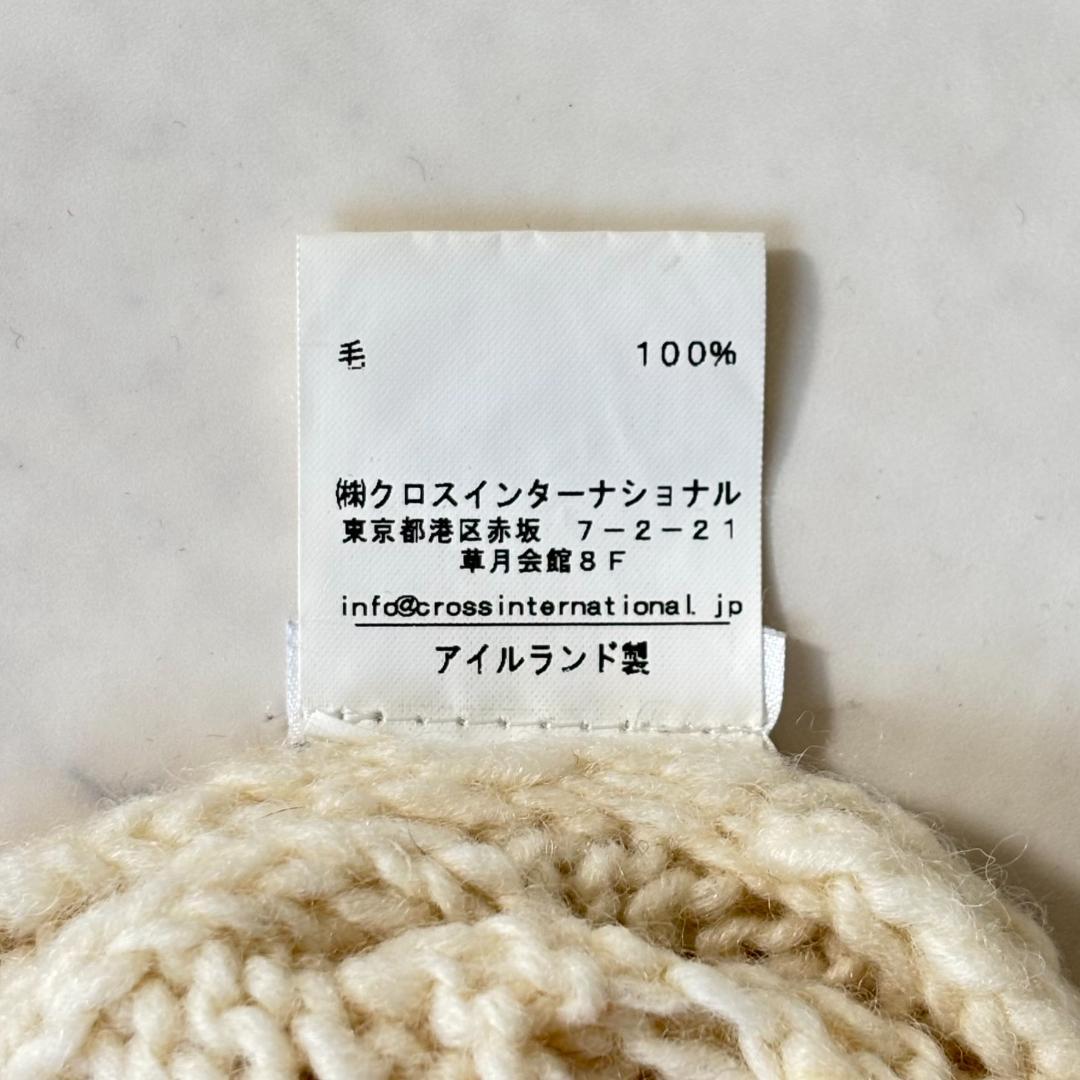 毛 100%
㈱クロスインターナショナル
東京都港区赤坂 7-2-21
草月会館8F
info@crossinternational.jp
アイルランド製